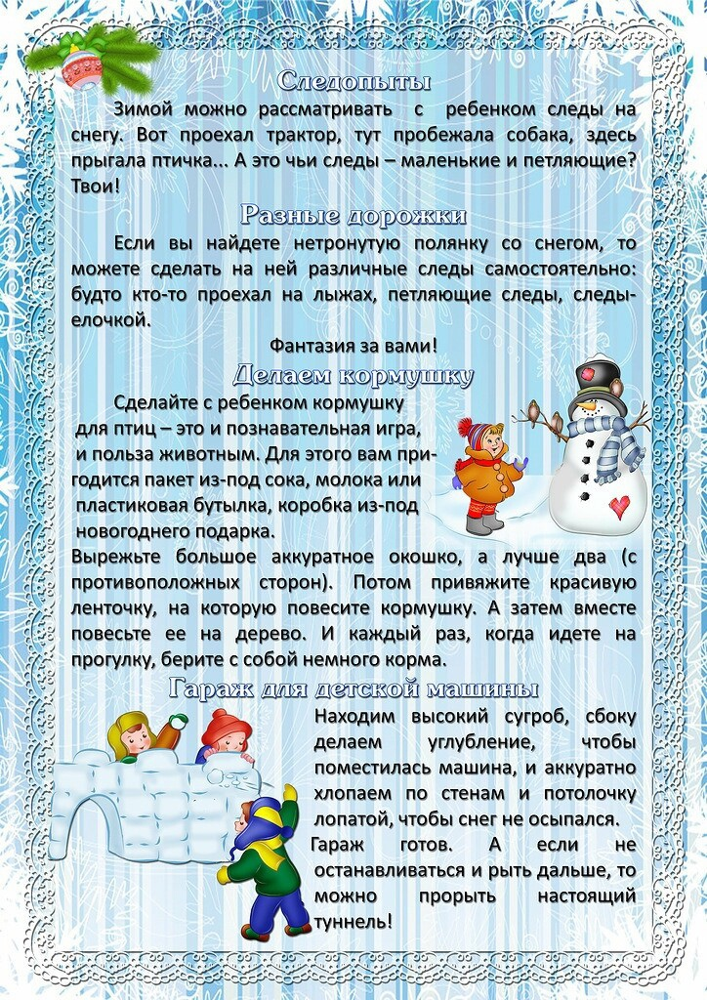 Следопыты
Зимой можно рассматривать с ребенком следы на
снегу. Вот проехал трактор, тут пробежала собака, здесь
прыгала птичка... А это чьи следы – маленькие и петляющие?
Твои!
Разные дорожки
Если вы найдете нетронутую полянку со снегом, то
можете сделать на ней различные следы самостоятельно:
будто кто-то проехал на лыжах, петляющие следы, следы-
елочкой.
Фантазия за вами!
Делаем кормушку
Сделайте с ребенком кормушку
для птиц – это и познавательная игра,
и польза животным. Для этого вам при-
годится пакет из-под сока, молока или
пластиковая бутылка, коробка из-под
новогоднего подарка.
Вырежьте большое аккуратное окошко, а лучше два (с
противоположных сторон). Потом привяжите красивую
ленточку, на которую повесите кормушку. А затем вместе
повесьте ее на дерево. И каждый раз, когда идете на
прогулку, берите с собой немного корма.
Гараж для детской машины
Находим высокий сугроб, сбоку
делаем углубление, чтобы
поместилась машина, и аккуратно
хлопаем по стенам и потолочку
лопатой, чтобы снег не осыпался.
Гараж готов. А если не
останавливаться и рыть дальше, то
можно прорыть настоящий
туннель!